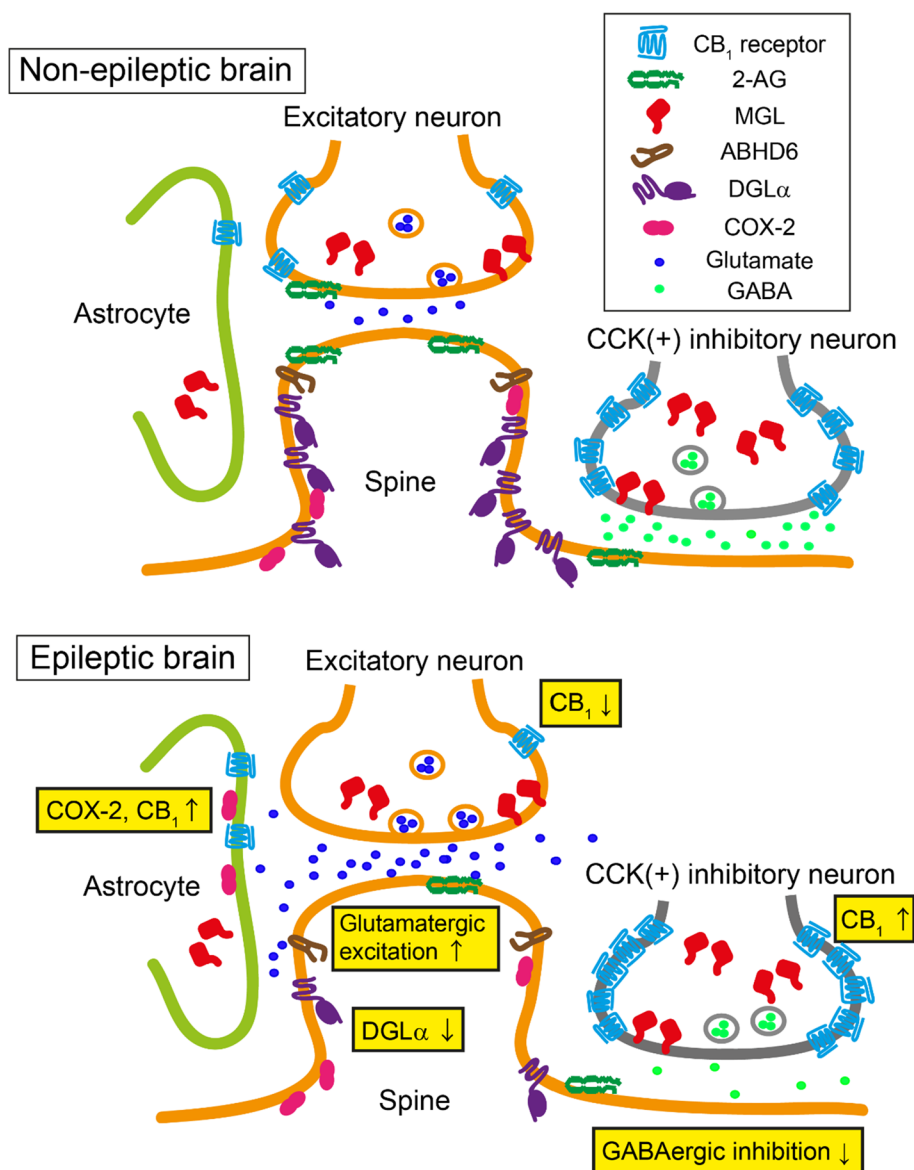 Non-epileptic brain
CB₁ receptor
2-AG
MGL
ABHD6
DGLα
COX-2
Glutamate
GABA
Excitatory neuron
Astrocyte
CCK(+) inhibitory neuron
Spine
Epileptic brain
Excitatory neuron
CB₁ ↓
COX-2, CB₁ ↑
Astrocyte
CCK(+) inhibitory neuron
CB₁ ↑
Glutamatergic
excitation ↑
DGLα ↓
Spine
GABAergic inhibition ↓